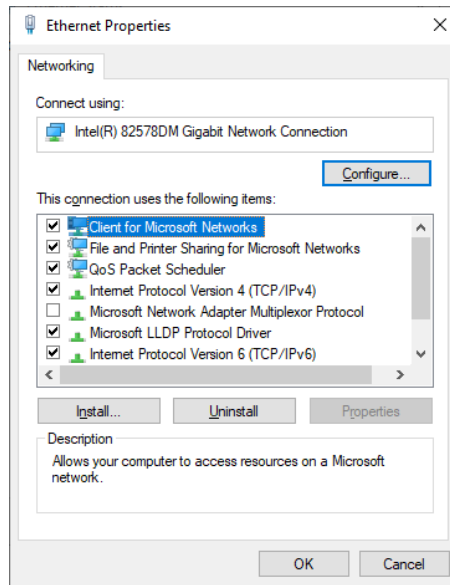 Ethernet Properties
Networking
Connect using:
Intel(R) 82578DM Gigabit Network Connection
Configure...
This connection uses the following items:
Client for Microsoft Networks
File and Printer Sharing for Microsoft Networks
QoS Packet Scheduler
Internet Protocol Version 4 (TCP/IPv4)
Microsoft Network Adapter Multiplexor Protocol
Microsoft LLDP Protocol Driver
Internet Protocol Version 6 (TCP/IPv6)
Install...
Uninstall
Properties
Description
Allows your computer to access resources on a Microsoft
network.
OK
Cancel